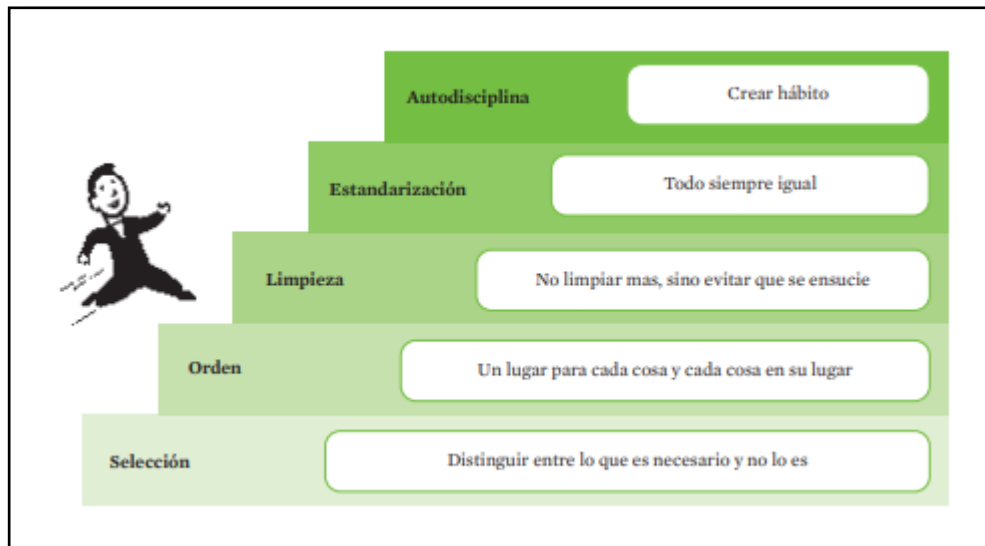 Autodisciplina
Crear hábito
Estandarización
Todo siempre igual
Limpieza
No limpiar mas, sino evitar que se ensucie
Orden
Un lugar para cada cosa y cada cosa en su lugar
Selección
Distinguir entre lo que es necesario y no lo es